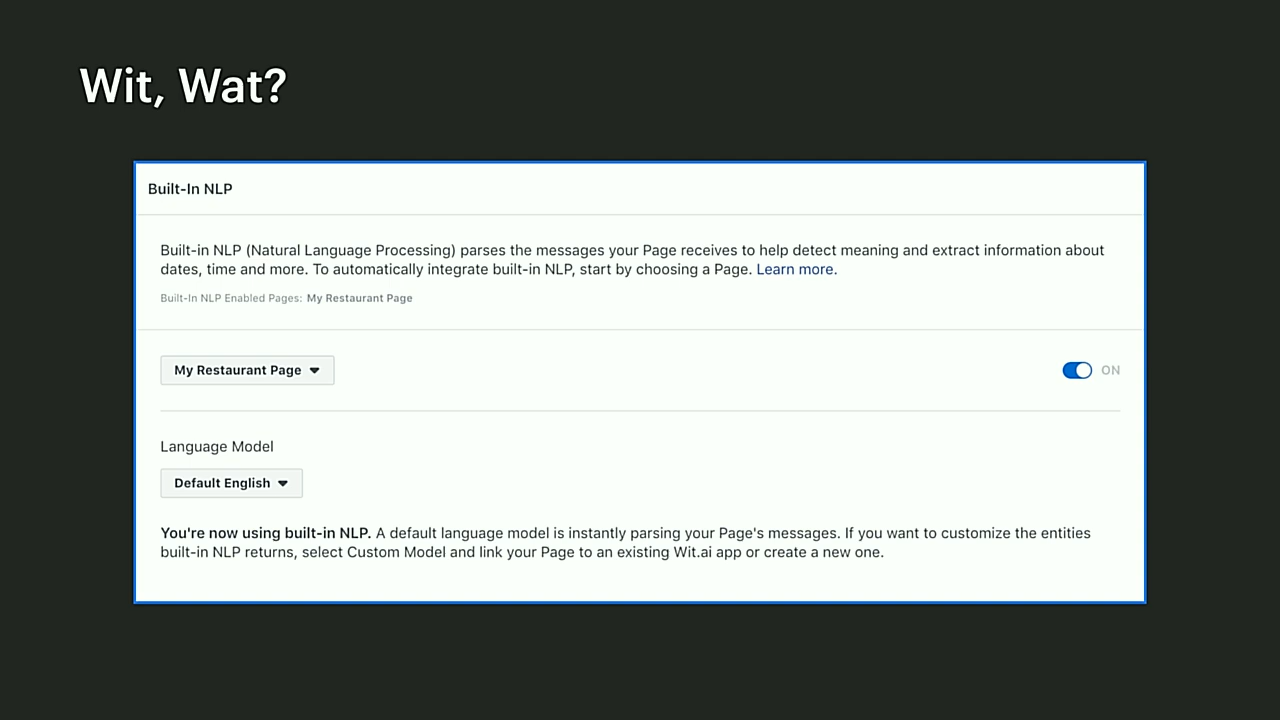 Wit, Wat?
Built-In NLP
Built-in NLP (Natural Language Processing) parses the messages your Page receives to help detect meaning and extract information about
dates, time and more. To automatically integrate built-in NLP, start by choosing a Page. Learn more.
Built-In NLP Enabled Pages: My Restaurant Page
My Restaurant Page
ON
Language Model
Default English
You're now using built-in NLP. A default language model is instantly parsing your Page's messages. If you want to customize the entities
built-in NLP returns, select Custom Model and link your Page to an existing Wit.ai app or create a new one.